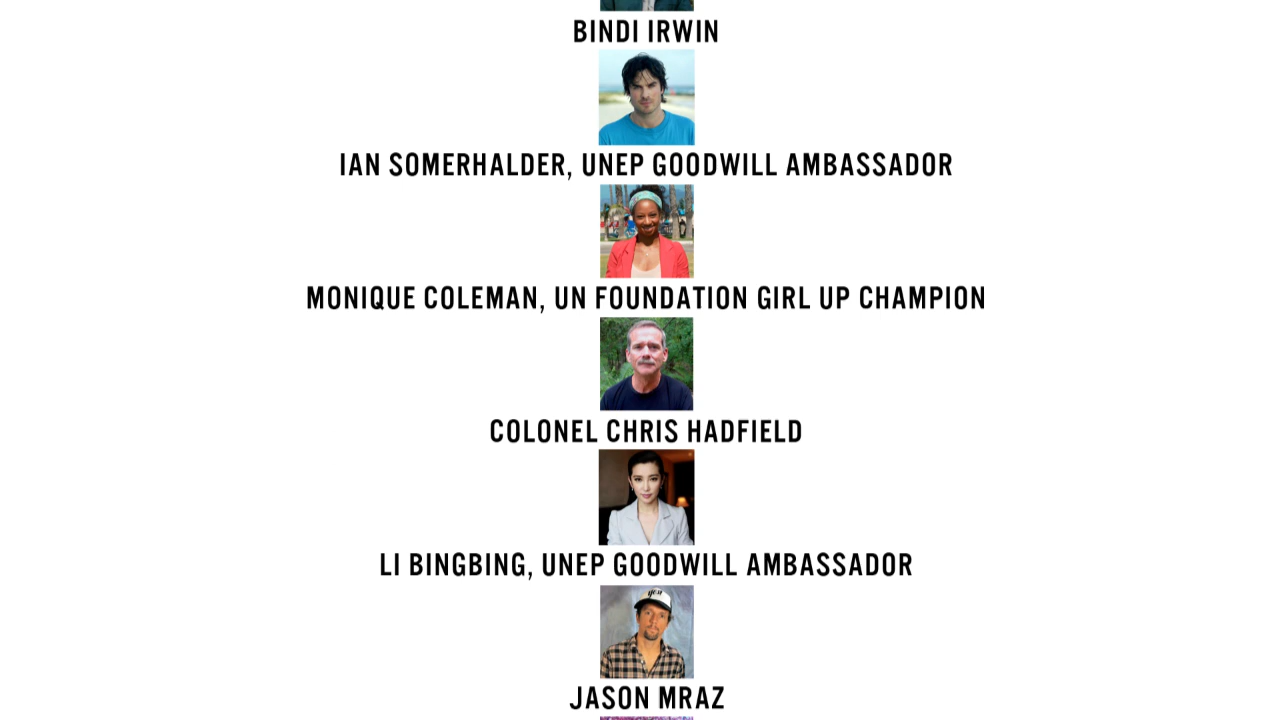 BINDI IRWIN
IAN SOMERHALDER, UNEP GOODWILL AMBASSADOR
MONIQUE COLEMAN, UN FOUNDATION GIRL UP CHAMPION
COLONEL CHRIS HADFIELD
LI BINGBING, UNEP GOODWILL AMBASSADOR
you
JASON MRAZ